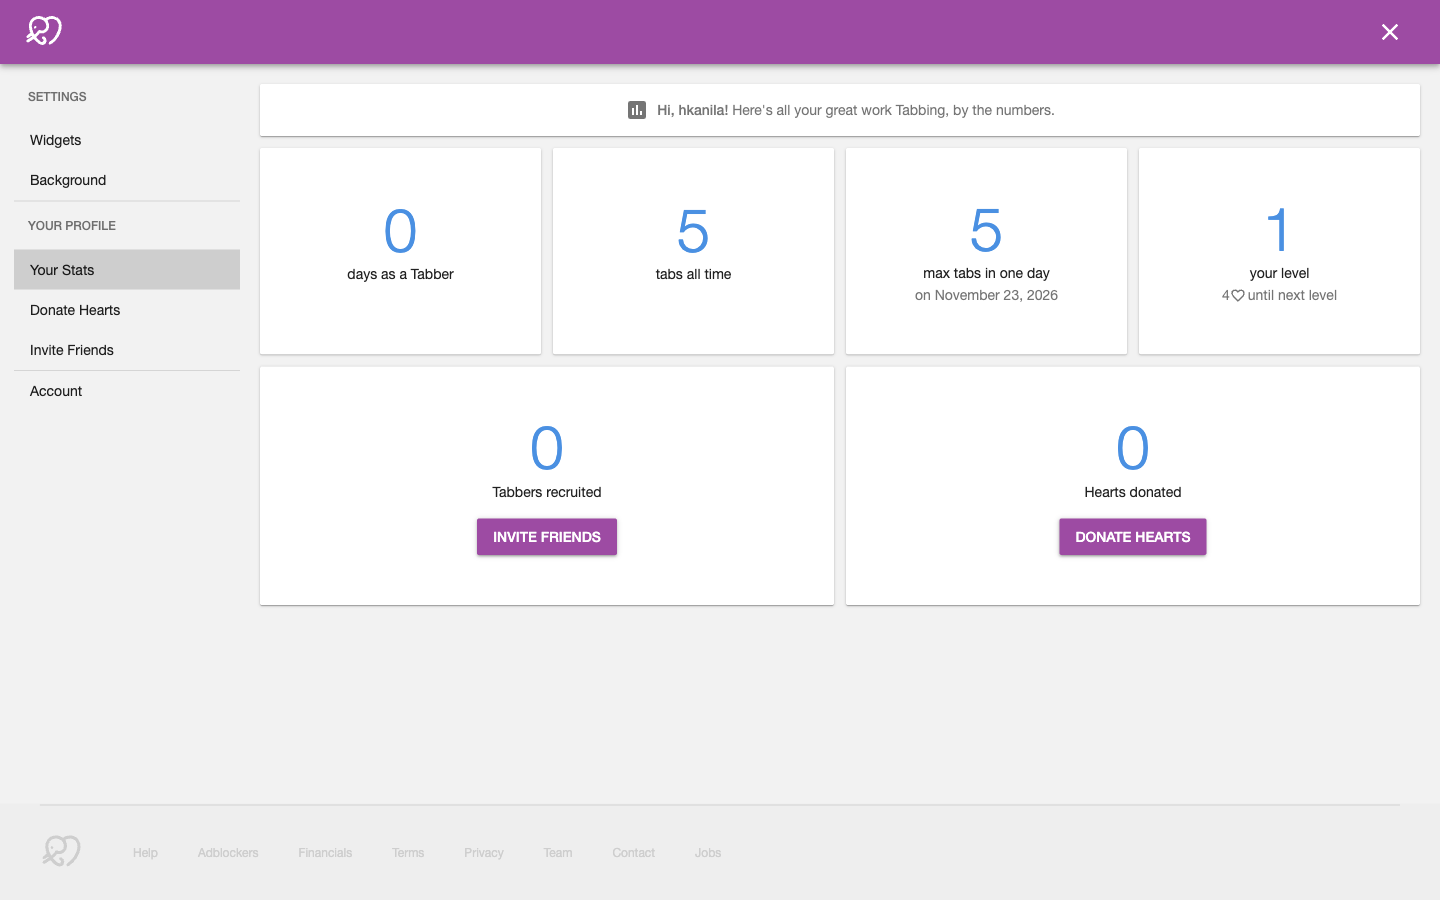 SETTINGS
Widgets
Background
YOUR PROFILE
Your Stats
Donate Hearts
Invite Friends
Account
Hi, hkanila! Here's all your great work Tabbing, by the numbers.
0
days as a Tabber
5
tabs all time
5
max tabs in one day
on November 23, 2026
1
your level
4 until next level
0
Tabbers recruited
INVITE FRIENDS
0
Hearts donated
DONATE HEARTS
Help Adblockers Financials Terms Privacy Team Contact Jobs